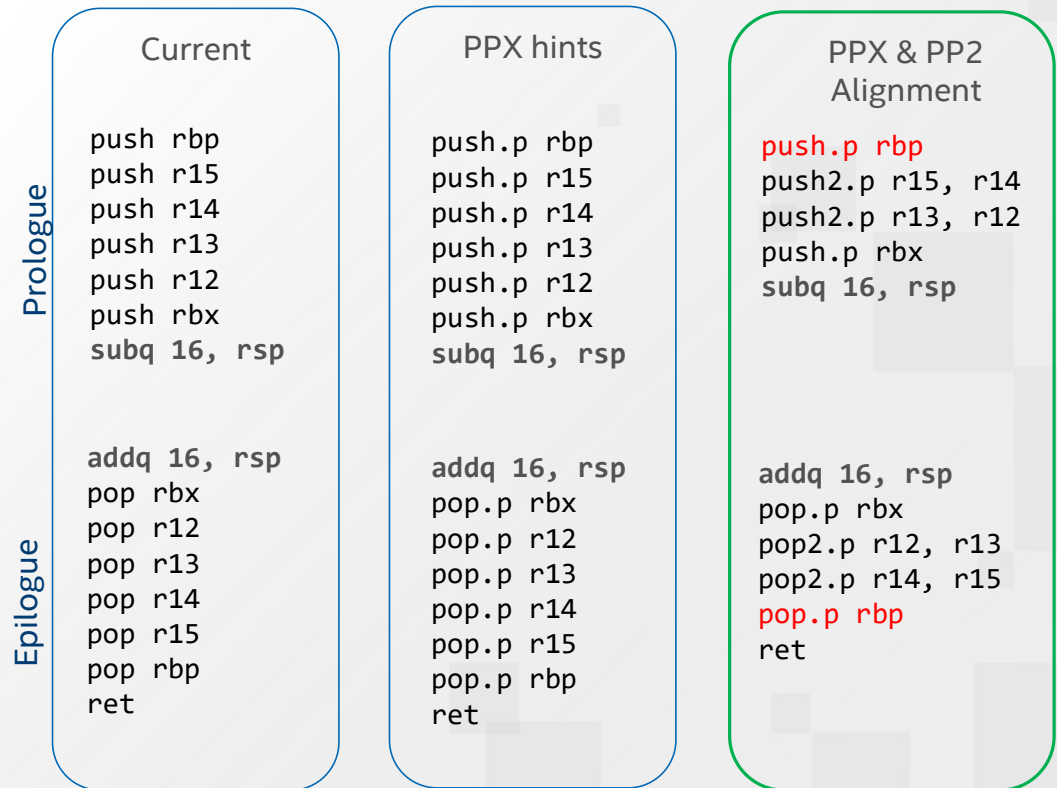 Current
Prologue
push rbp
push r15
push r14
push r13
push r12
push rbx
subq 16, rsp
Epilogue
addq 16, rsp
pop rbx
pop r12
pop r13
pop r14
pop r15
pop rbp
ret
PPX hints
push.p rbp
push.p r15
push.p r14
push.p r13
push.p r12
push.p rbx
subq 16, rsp
addq 16, rsp
pop.p rbx
pop.p r12
pop.p r13
pop.p r14
pop.p r15
pop.p rbp
ret
PPX & PP2
Alignment
push.p rbp
push2.p r15, r14
push2.p r13, r12
push.p rbx
subq 16, rsp
addq 16, rsp
pop.p rbx
pop2.p r12, r13
pop2.p r14, r15
pop.p rbp
ret